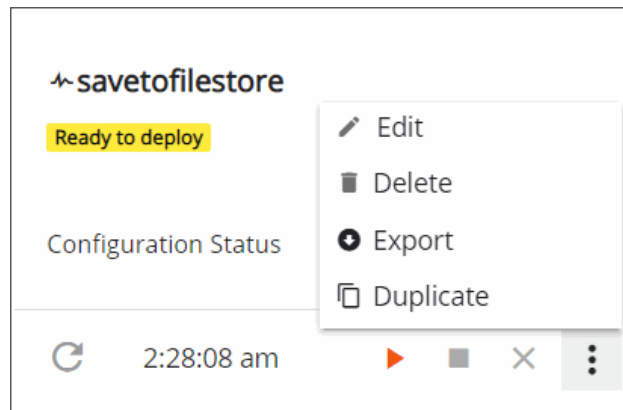 savetofilestore
Ready to deploy
Edit
Delete
Configuration Status
Export
Duplicate
2:28:08 am